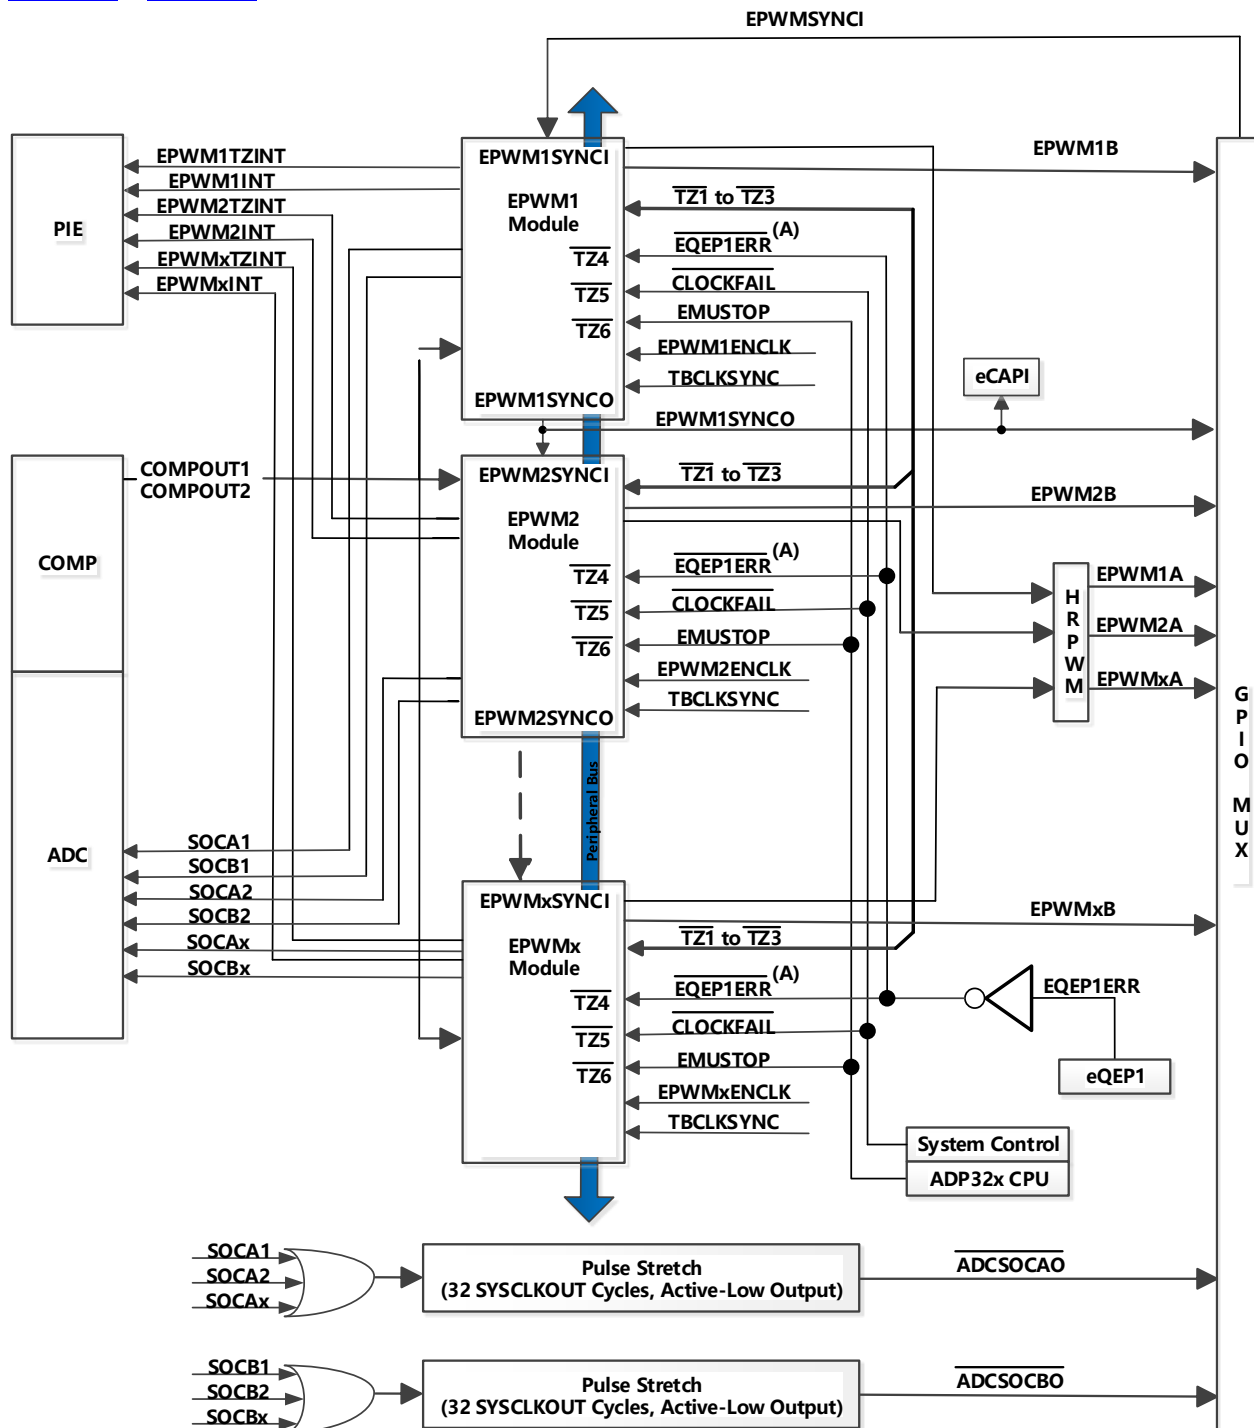 EPWMSYNCI
EPWM1TZINT
EPWM1INT
EPWM2TZINT
EPWM2INT
EPWMxTZINT
EPWMxINT
PIE
EPWM1SYNCI
EPWM1
Module
TZ4
TZ5
TZ6
EPWM1SYNCO
TZ1 to TZ3
EQEP1ERR (A)
CLOCKFAIL
EMUSTOP
EPWM1ENCLK
TBCLKSYNC
EPWM1SYNCO
EPWM1B
eCAPI
COMPOUT1
COMPOUT2
COMP
EPWM2SYNCI
EPWM2
Module
TZ4
TZ5
TZ6
EPWM2SYNCO
TZ1 to TZ3
EQEP1ERR (A)
CLOCKFAIL
EMUSTOP
EPWM2ENCLK
TBCLKSYNC
EPWM2B
HRPWM
EPWM1A
EPWM2A
EPWMxA
GPIO MUX
Peripheral Bus
ADC
SOCA1
SOCB1
SOCA2
SOCB2
SOCAx
SOCBx
EPWMxSYNCI
EPWMx
Module
TZ4
TZ5
TZ6
TZ1 to TZ3
EQEP1ERR (A)
CLOCKFAIL
EMUSTOP
EPWMxENCLK
TBCLKSYNC
EPWMxB
EQEP1ERR
eQEP1
System Control
ADP32x CPU
SOCA1
SOCA2
SOCAx
Pulse Stretch
(32 SYSCLKOUT Cycles, Active-Low Output)
ADCSOCAO
SOCB1
SOCB2
SOCBx
Pulse Stretch
(32 SYSCLKOUT Cycles, Active-Low Output)
ADCSOCBO